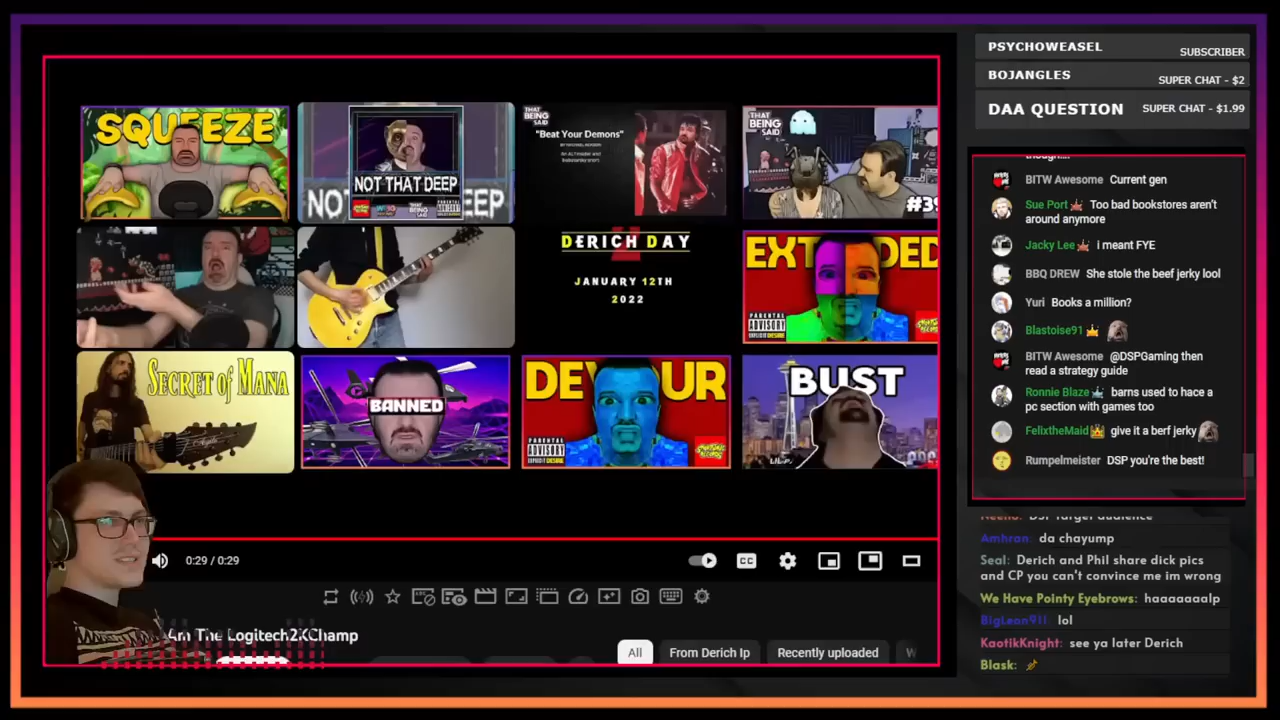 PSYCHOWEASEL SUBSCRIBER
BOJANGLES SUPER CHAT - $2
DAA QUESTION SUPER CHAT - $1.99
SQUEEZE
NOT THAT DEEP
NOT
EEP
THAT BEING SAID
"Beat Your Demons"
THAT BEING SAID
DERICH DAY
JANUARY 12TH
2022
EXTENDED
PARENTAL
ADVISORY
EXPLICIT
SECRET of MANA
BANNED
DEVOUR
PARENTAL
ADVISORY
EXPLICIT
BUST
BITW Awesome Current gen
Sue Port Too bad bookstores aren't
around anymore
Jacky Lee i meant FYE
BBQ DREW She stole the beef jerky lool
Yuri Books a million?
Blastoise91
BITW Awesome @DSPGaming then
read a strategy guide
Ronnie Blaze barns used to hace a
pc section with games too
FelixtheMaid give it a berf jerky
Rumpelmeister DSP you're the best!
Amhran: da chayump
Seal: Derich and Phil share dick pics
and CP you can't convince me im wrong
We Have Pointy Eyebrows: haaaaaalp
BigLeon911: lol
KaotikKnight: see ya later Derich
Blask:
0:29 / 0:29
CC
Am The Logitech2KChamp
All From Derich Ip Recently uploaded